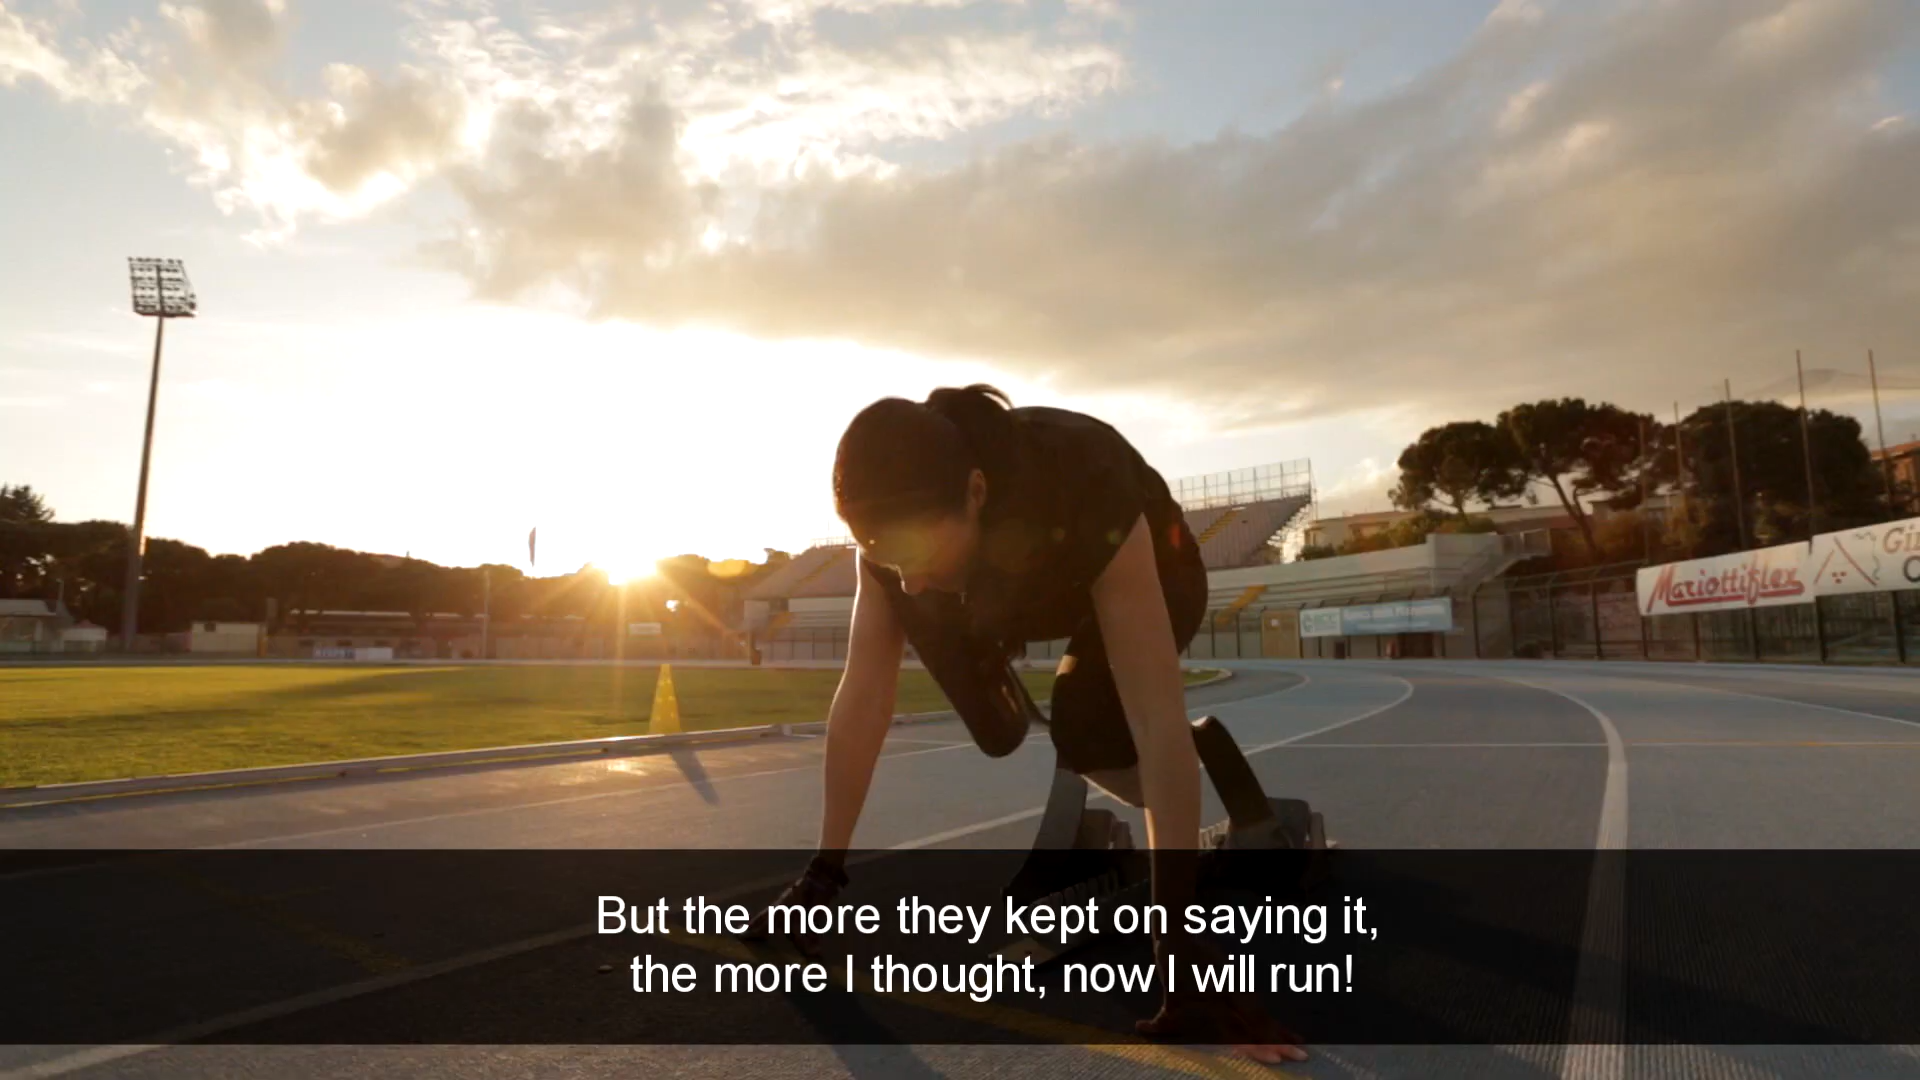 Mariottiflex
But the more they kept on saying it,
the more I thought, now I will run!